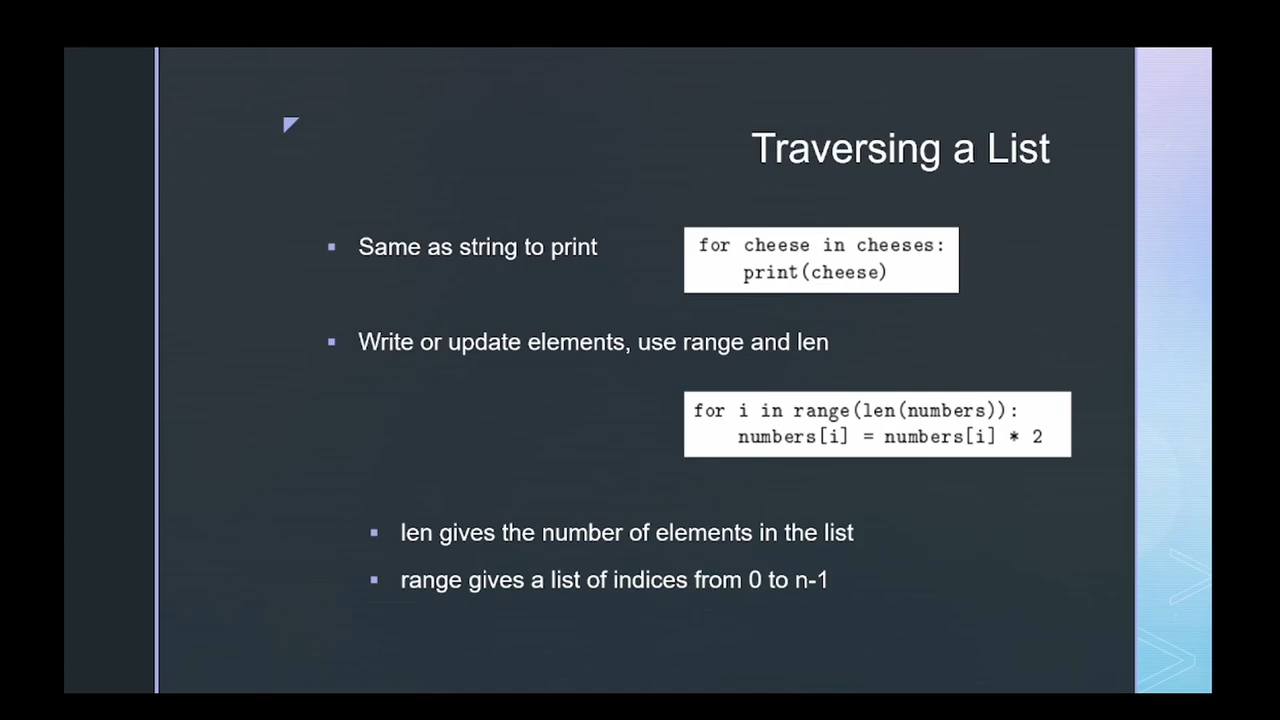 Traversing a List
Same as string to print
for cheese in cheeses:
    print(cheese)
Write or update elements, use range and len
for i in range(len(numbers)):
    numbers[i] = numbers[i] * 2
len gives the number of elements in the list
range gives a list of indices from 0 to n-1